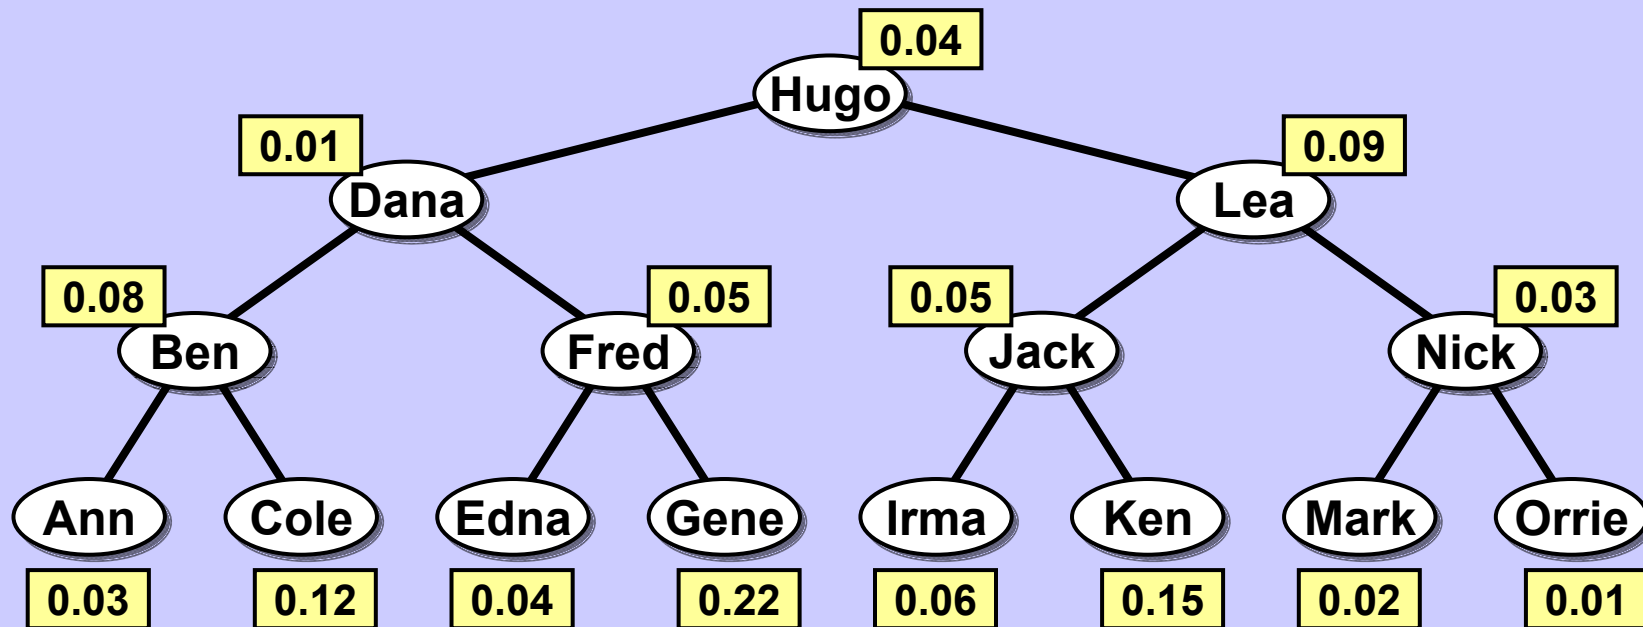 0.04
Hugo
0.01
0.09
Dana
Lea
0.08
0.05
0.05
0.03
Ben
Fred
Jack
Nick
Ann
Cole
Edna
Gene
Irma
Ken
Mark
Orrie
0.03
0.12
0.04
0.22
0.06
0.15
0.02
0.01